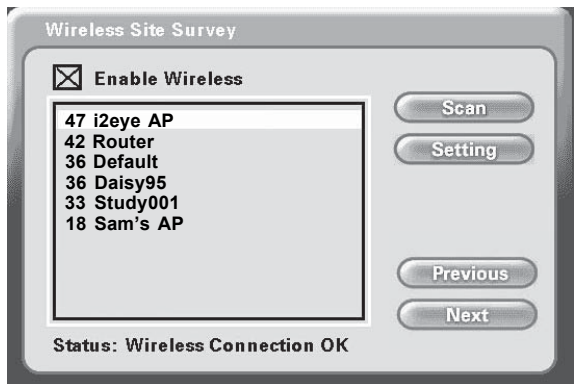 Wireless Site Survey
Enable Wireless
47 i2eye AP
42 Router
36 Default
36 Daisy95
33 Study001
18 Sam's AP
Scan
Setting
Previous
Next
Status: Wireless Connection OK